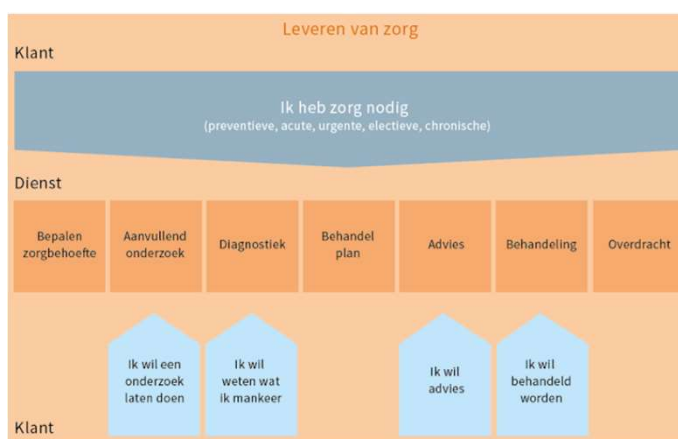 Leveren van zorg
Klant
Ik heb zorg nodig
(preventieve, acute, urgente, electieve, chronische)
Dienst
Bepalen
zorgbehoefte
Aanvullend
onderzoek
Diagnostiek
Behandel
plan
Advies
Behandeling
Overdracht
Ik wil een
onderzoek
laten doen
Ik wil
weten wat
ik mankeer
Ik wil
advies
Ik wil
behandeld
worden
Klant